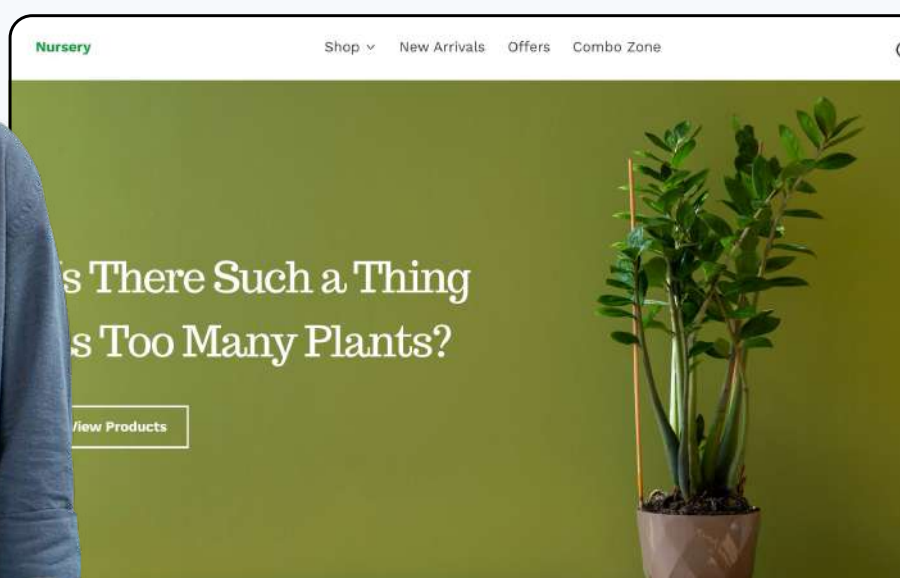 Nursery
Shop New Arrivals Offers Combo Zone
s There Such a Thing
s Too Many Plants?
View Products